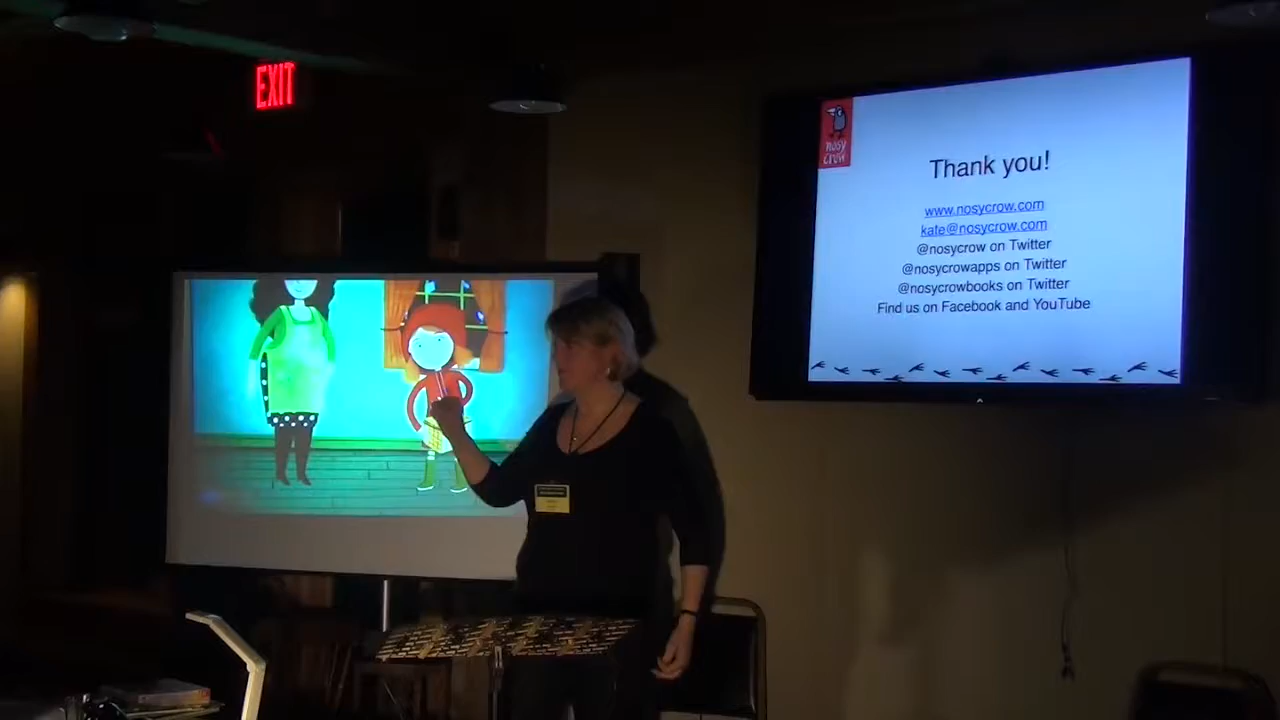 EXIT
nosy
crow
Thank you!
www.nosycrow.com
kate@nosycrow.com
@nosycrow on Twitter
@nosycrowapps on Twitter
@nosycrowbooks on Twitter
Find us on Facebook and YouTube